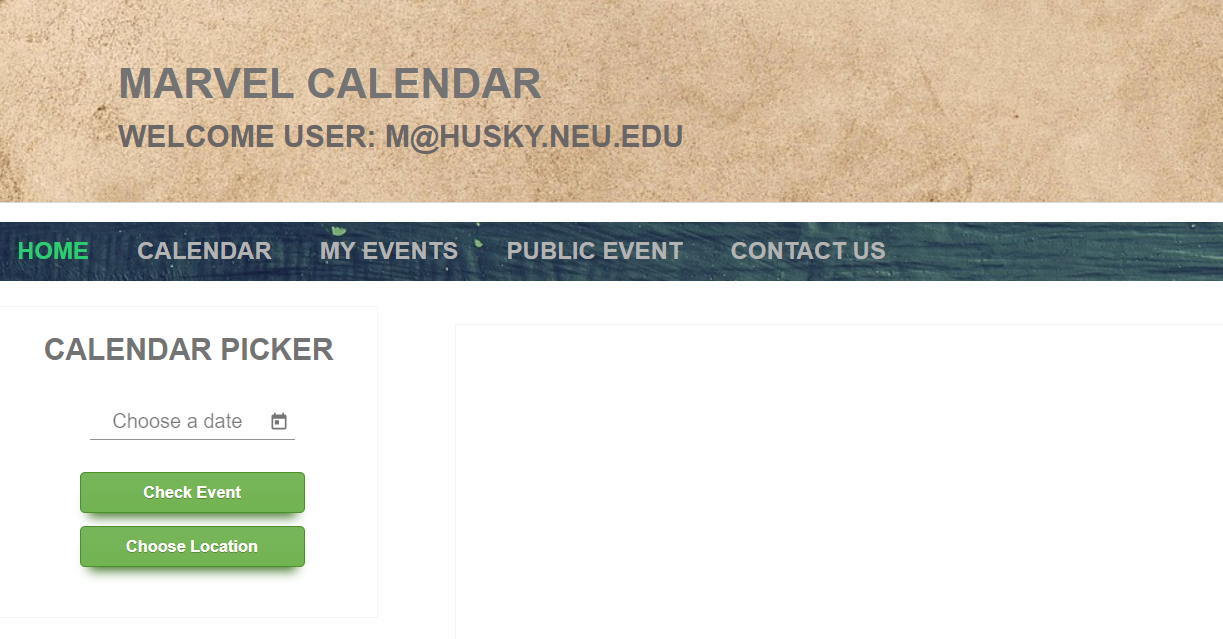 MARVEL CALENDAR
WELCOME USER: M@HUSKY.NEU.EDU
HOME CALENDAR MY EVENTS PUBLIC EVENT CONTACT US
CALENDAR PICKER
Choose a date
Check Event
Choose Location